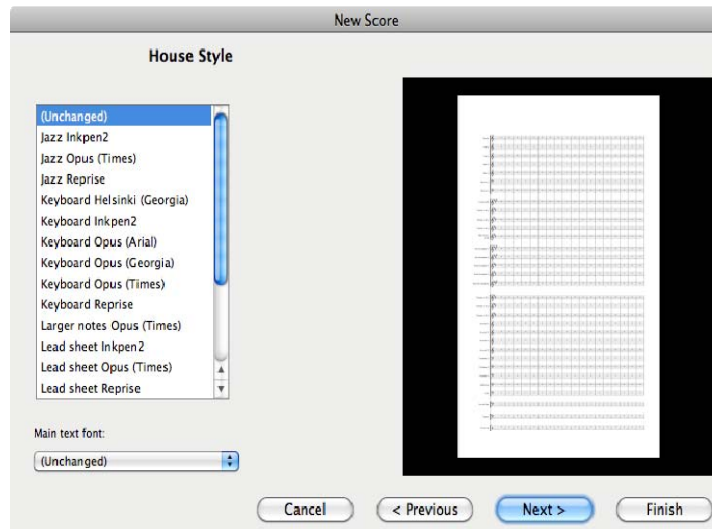 New Score
House Style
(Unchanged)
Jazz Inkpen2
Jazz Opus (Times)
Jazz Reprise
Keyboard Helsinki (Georgia)
Keyboard Inkpen2
Keyboard Opus (Arial)
Keyboard Opus (Georgia)
Keyboard Opus (Times)
Keyboard Reprise
Larger notes Opus (Times)
Lead sheet Inkpen2
Lead sheet Opus (Times)
Lead sheet Reprise
Main text font:
(Unchanged)
Cancel
< Previous
Next >
Finish